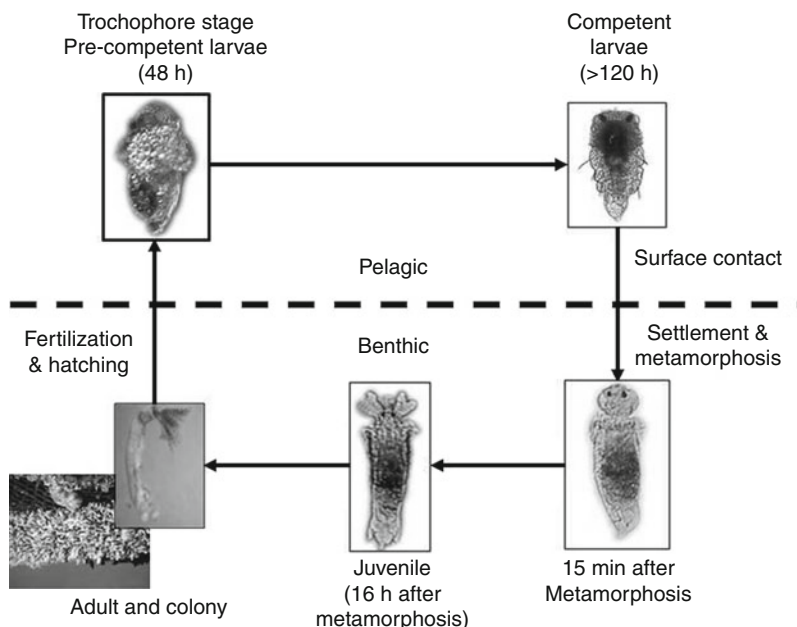 Trochophore stage
Pre-competent larvae
(48 h)
Competent
larvae
(>120 h)
Pelagic
Surface contact
Fertilization
& hatching
Benthic
Settlement &
metamorphosis
Adult and colony
Juvenile
(16 h after
metamorphosis)
15 min after
Metamorphosis